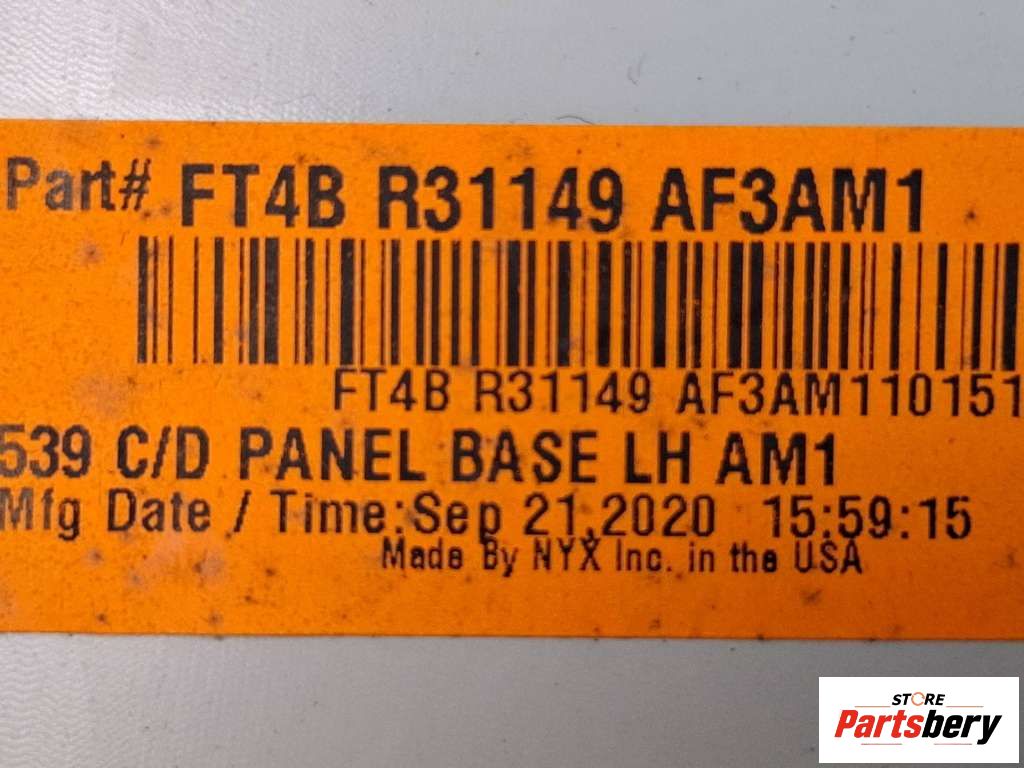 Part# FT4B R31149 AF3AM1
FT4B R31149 AF3AM110151
539 C/D PANEL BASE LH AM1
Mfg Date / Time:Sep 21,2020 15:59:15
Made By NYX Inc. in the USA
STORE
Partsbery